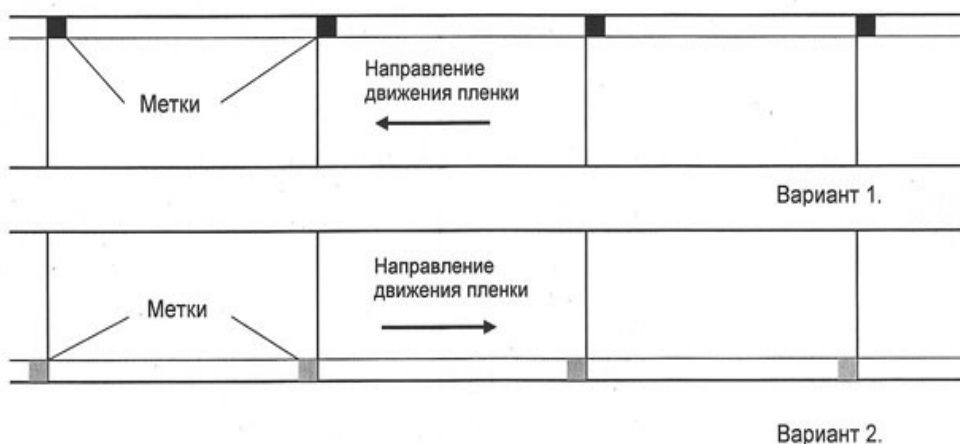 Направление
движения пленки
Метки
Вариант 1.
Направление
движения пленки
Метки
Вариант 2.